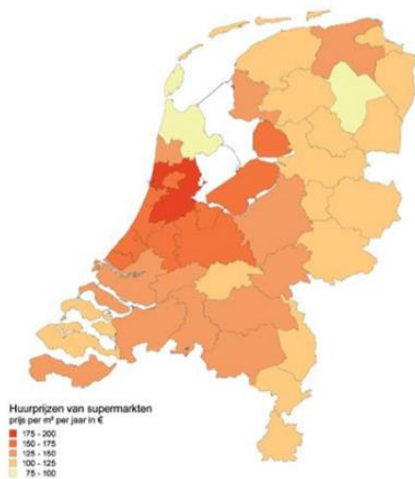 Huurprijzen van supermarkten
prijs per m² per jaar in €
175 - 200
150 - 175
125 - 150
100 - 125
75 - 100